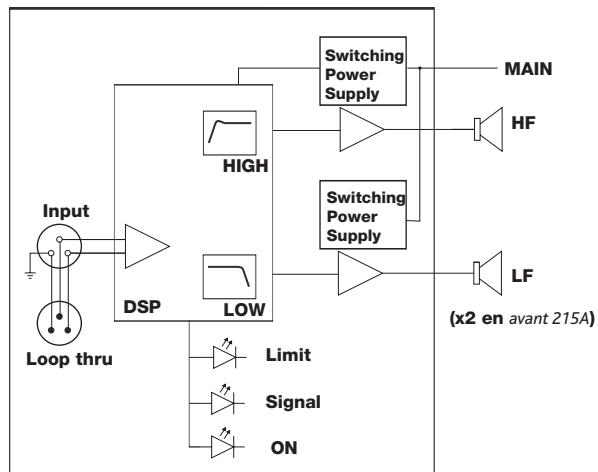 Switching
Power
Supply
MAIN
HF
HIGH
Switching
Power
Supply
Input
DSP
LOW
LF
(x2 en avant 215A)
Loop thru
Limit
Signal
ON